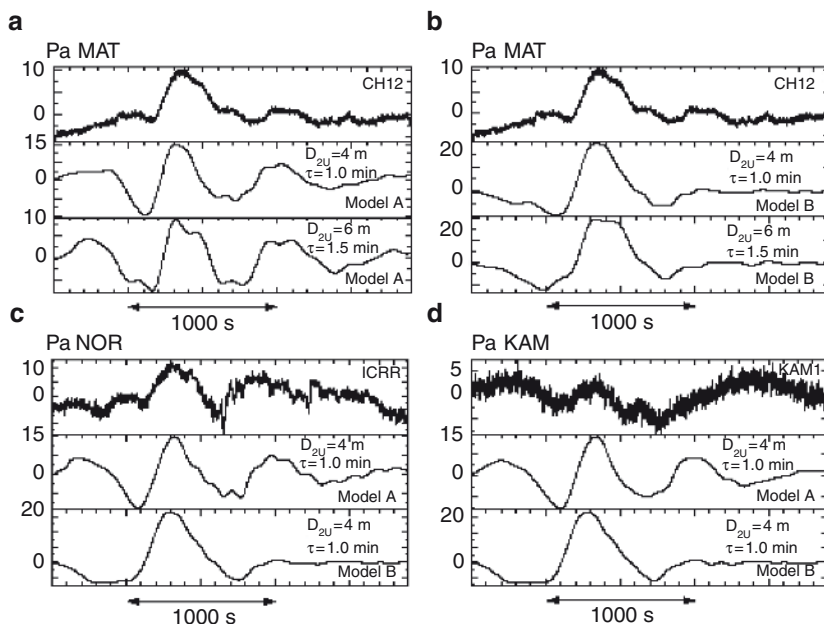 a
Pa MAT
10
0
CH12
15
0
D2U=4 m
τ=1.0 min
Model A
10
0
D2U=6 m
τ=1.5 min
Model A
1000 s
b
Pa MAT
10
0
CH12
20
0
D2U=4 m
τ=1.0 min
Model B
20
0
D2U=6 m
τ=1.5 min
Model B
1000 s
c
Pa NOR
10
0
ICRR
15
0
D2U=4 m
τ=1.0 min
Model A
20
0
D2U=4 m
τ=1.0 min
Model B
1000 s
d
Pa KAM
5
0
KAM1
15
0
D2U=4 m
τ=1.0 min
Model A
20
0
D2U=4 m
τ=1.0 min
Model B
1000 s